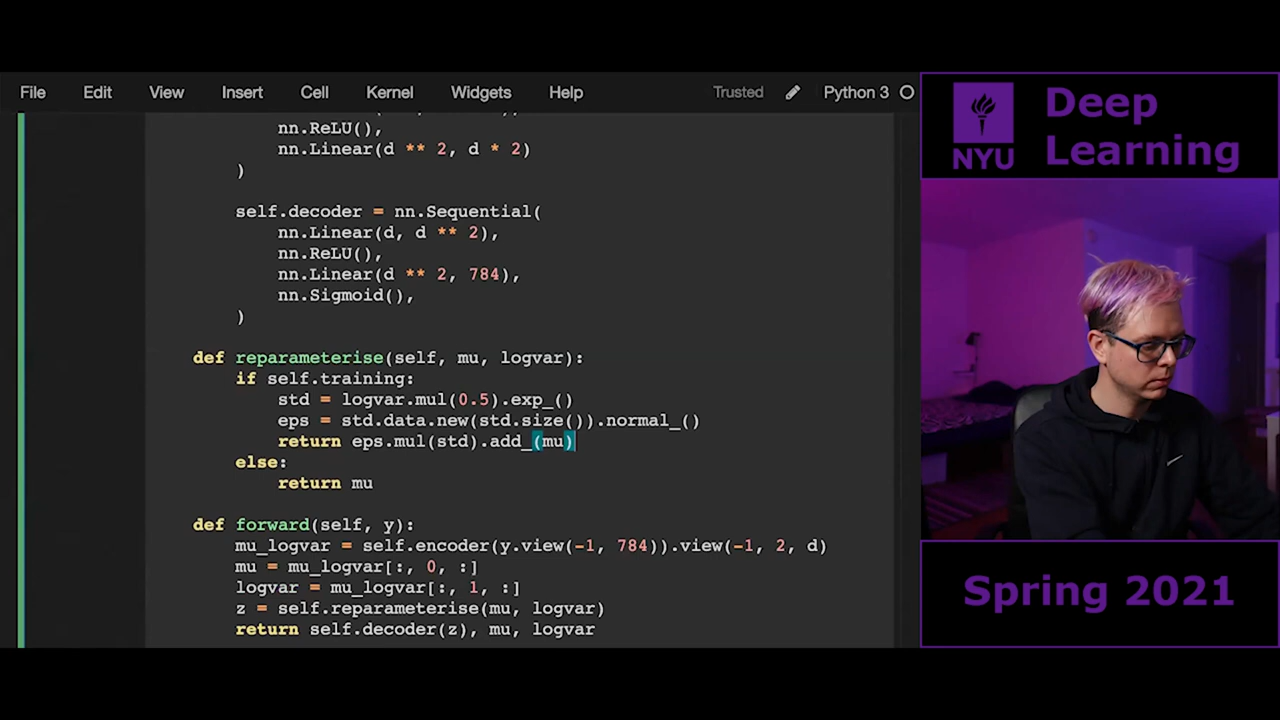 File Edit View Insert Cell Kernel Widgets Help Trusted Python 3
nn.ReLU(),
nn.Linear(d ** 2, d * 2)
)
self.decoder = nn.Sequential(
nn.Linear(d, d ** 2),
nn.ReLU(),
nn.Linear(d ** 2, 784),
nn.Sigmoid(),
)
def reparameterise(self, mu, logvar):
if self.training:
std = logvar.mul(0.5).exp_()
eps = std.data.new(std.size()).normal_()
return eps.mul(std).add_(mu)
else:
return mu
def forward(self, y):
mu_logvar = self.encoder(y.view(-1, 784)).view(-1, 2, d)
mu = mu_logvar[:, 0, :]
logvar = mu_logvar[:, 1, :]
z = self.reparameterise(mu, logvar)
return self.decoder(z), mu, logvar
NYU
Deep
Learning
Spring 2021